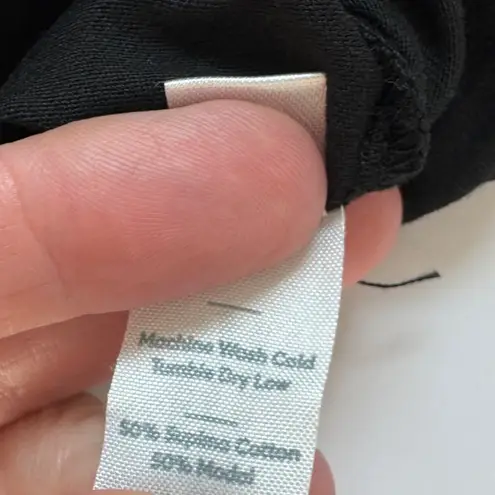 Machine Wash Cold
Tumble Dry Low
50% Supima Cotton
50% Modal